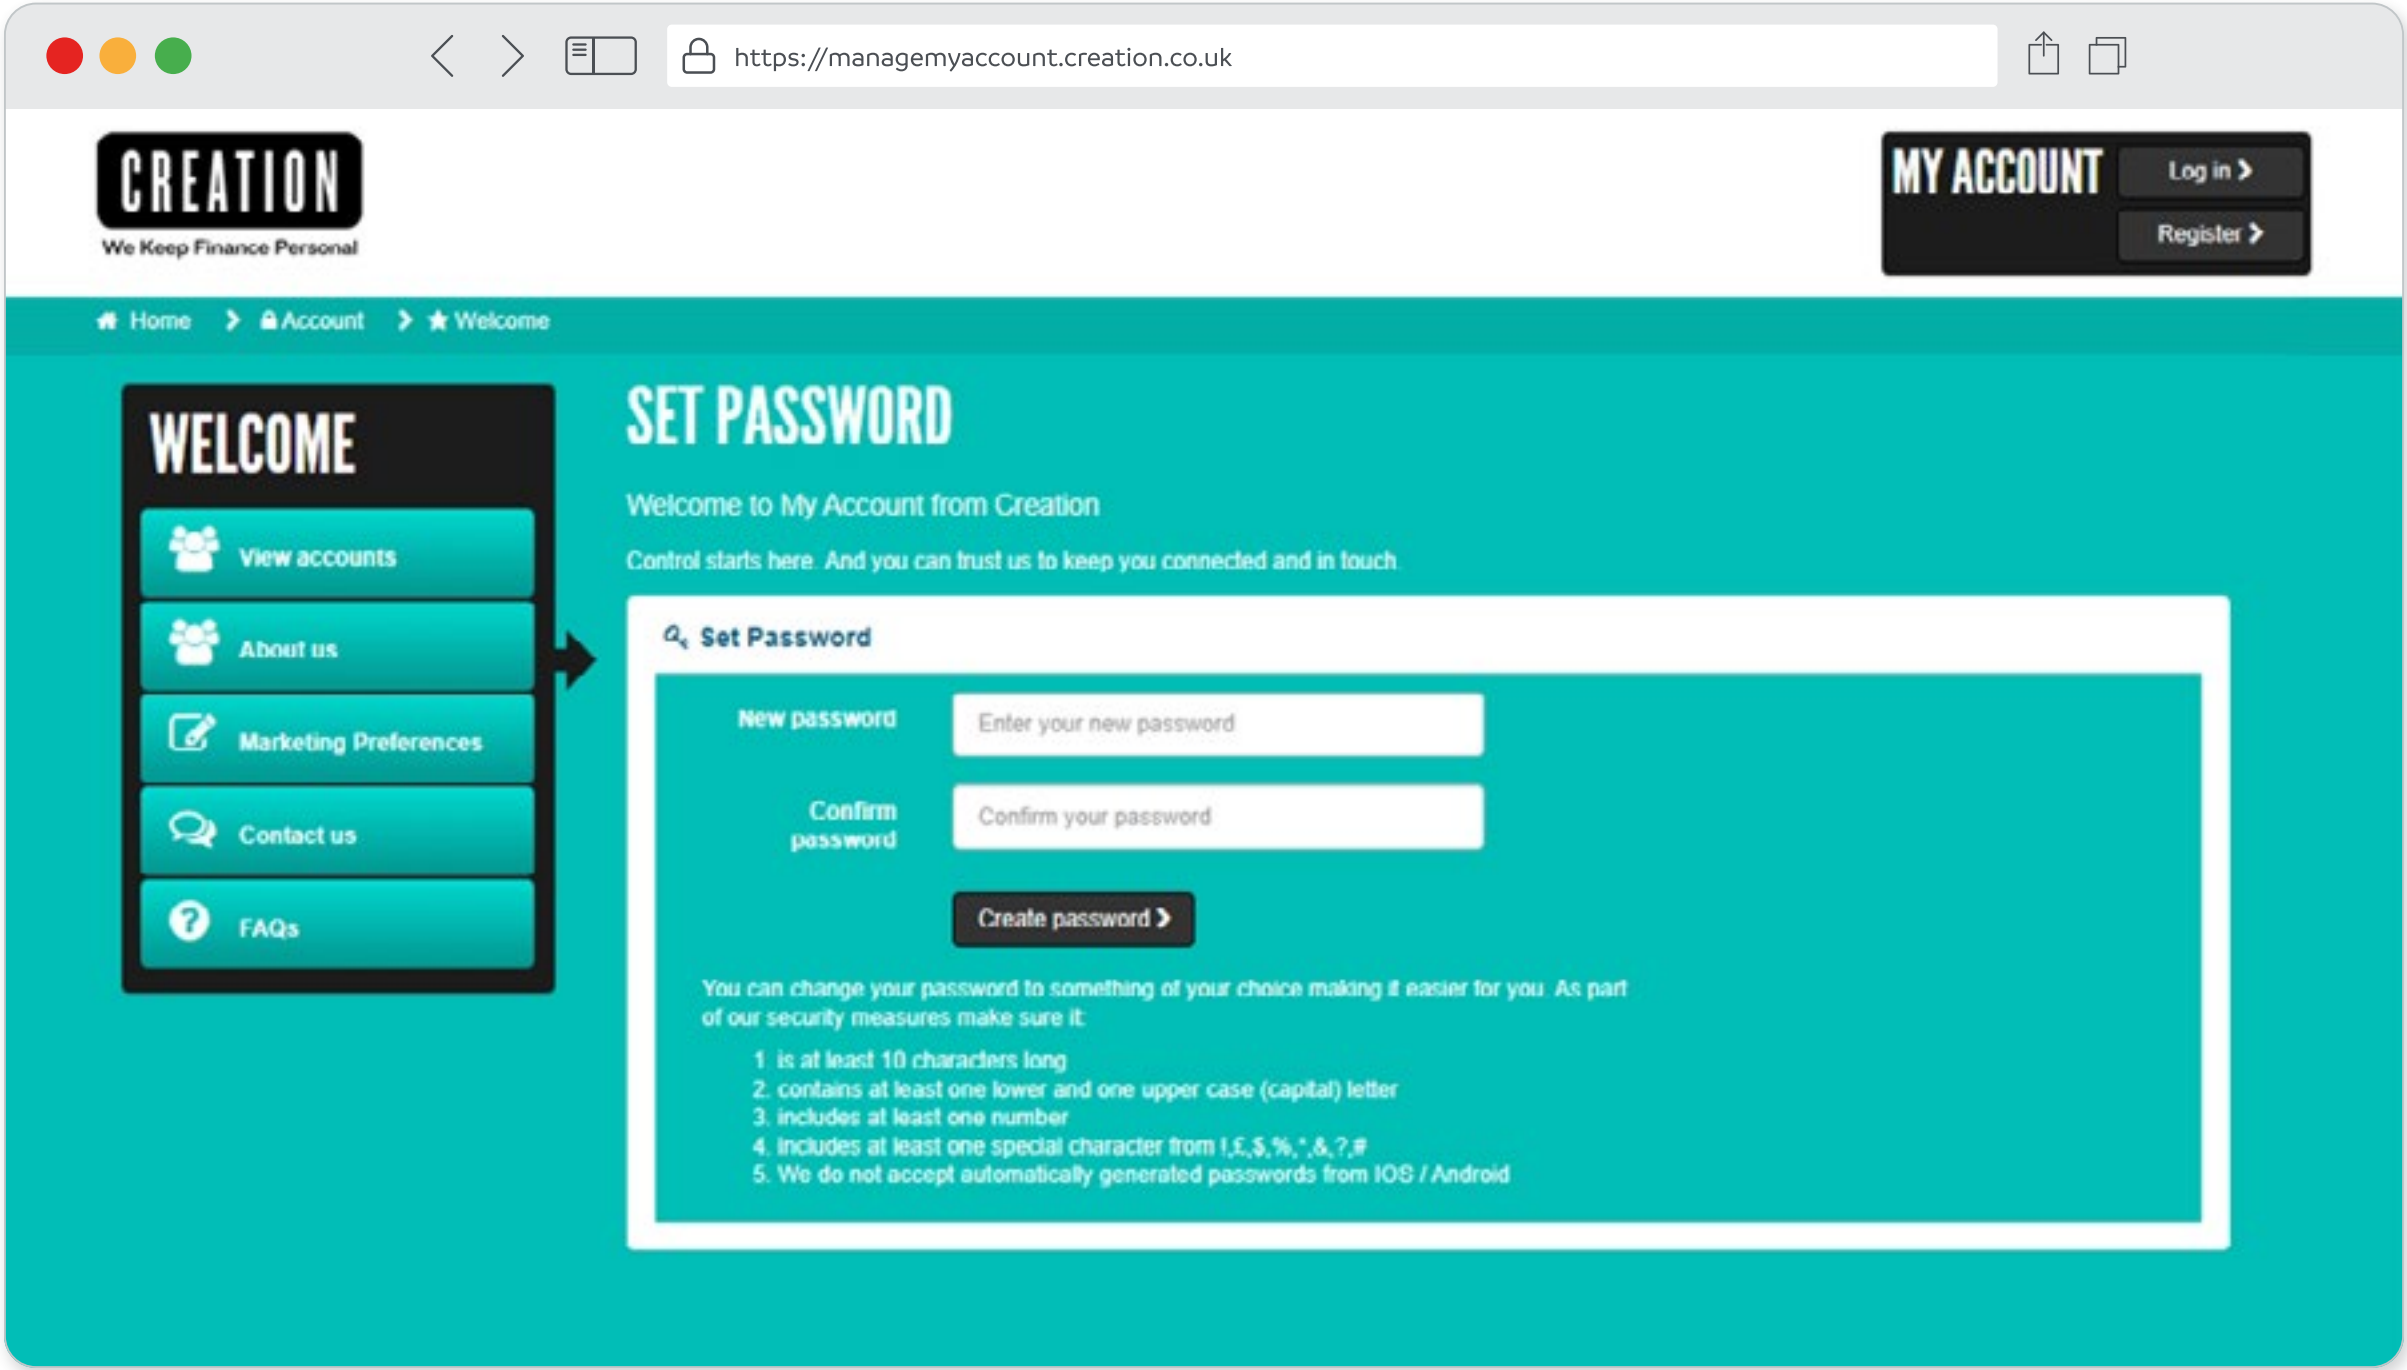 https://managemyaccount.creation.co.uk
CREATION
We Keep Finance Personal
MY ACCOUNT
Log in
Register
Home
Account
Welcome
WELCOME
View accounts
About us
Marketing Preferences
Contact us
FAQs
SET PASSWORD
Welcome to My Account from Creation
Control starts here. And you can trust us to keep you connected and in touch.
Set Password
New password
Enter your new password
Confirm
password
Confirm your password
Create password
You can change your password to something of your choice making it easier for you. As part
of our security measures make sure it:
1. is at least 10 characters long
2. contains at least one lower and one upper case (capital) letter
3. includes at least one number
4. includes at least one special character from !,£,$,%,*,&,?,#
5. We do not accept automatically generated passwords from IOS / Android